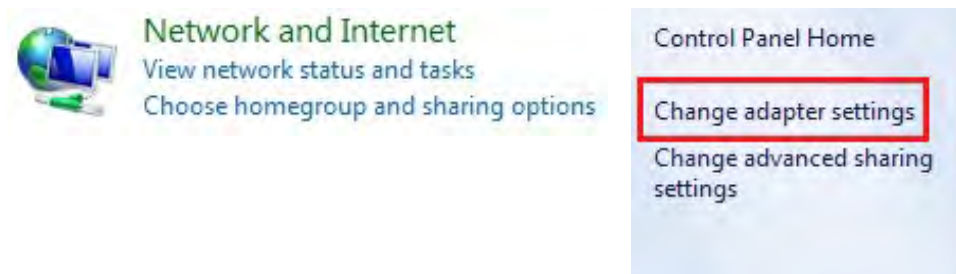 Network and Internet
View network status and tasks
Choose homegroup and sharing options
Control Panel Home
Change adapter settings
Change advanced sharing
settings